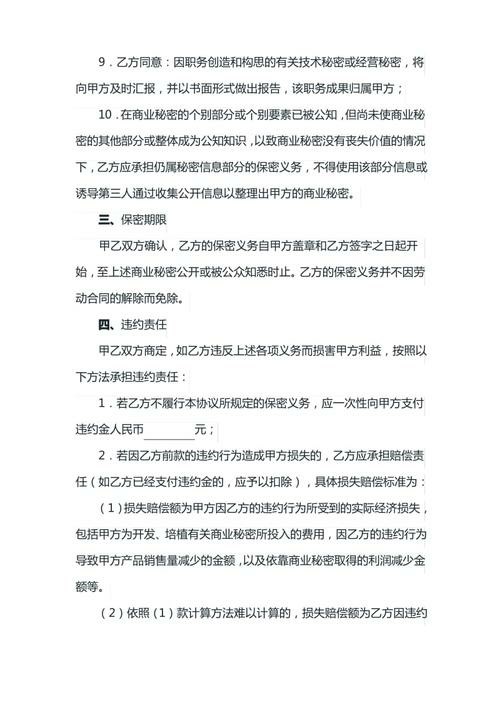 9．乙方同意：因职务创造和构思的有关技术秘密或经营秘密，将
向甲方及时汇报，并以书面形式做出报告，该职务成果归属甲方；
10．在商业秘密的个别部分或个别要素已被公知，但尚未使商业秘
密的其他部分或整体成为公知知识，以致商业秘密没有丧失价值的情况
下，乙方应承担仍属秘密信息部分的保密义务，不得使用该部分信息或
诱导第三人通过收集公开信息以整理出甲方的商业秘密。
三、保密期限
甲乙双方确认，乙方的保密义务自甲方盖章和乙方签字之日起开
始，至上述商业秘密公开或被公众知悉时止。乙方的保密义务并不因劳
动合同的解除而免除。
四、违约责任
甲乙双方商定，如乙方违反上述各项义务而损害甲方利益，按照以
下方法承担违约责任：
1．若乙方不履行本协议所规定的保密义务，应一次性向甲方支付
违约金人民币________元；
2．若因乙方前款的违约行为造成甲方损失的，乙方应承担赔偿责
任（如乙方已经支付违约金的，应予以扣除），具体损失赔偿标准为：
（1）损失赔偿额为甲方因乙方的违约行为所受到的实际经济损失，
包括甲方为开发、培植有关商业秘密所投入的费用，因乙方的违约行为
导致甲方产品销售量减少的金额，以及依靠商业秘密取得的利润减少金
额等。
（2）依照（1）款计算方法难以计算的，损失赔偿额为乙方因违约